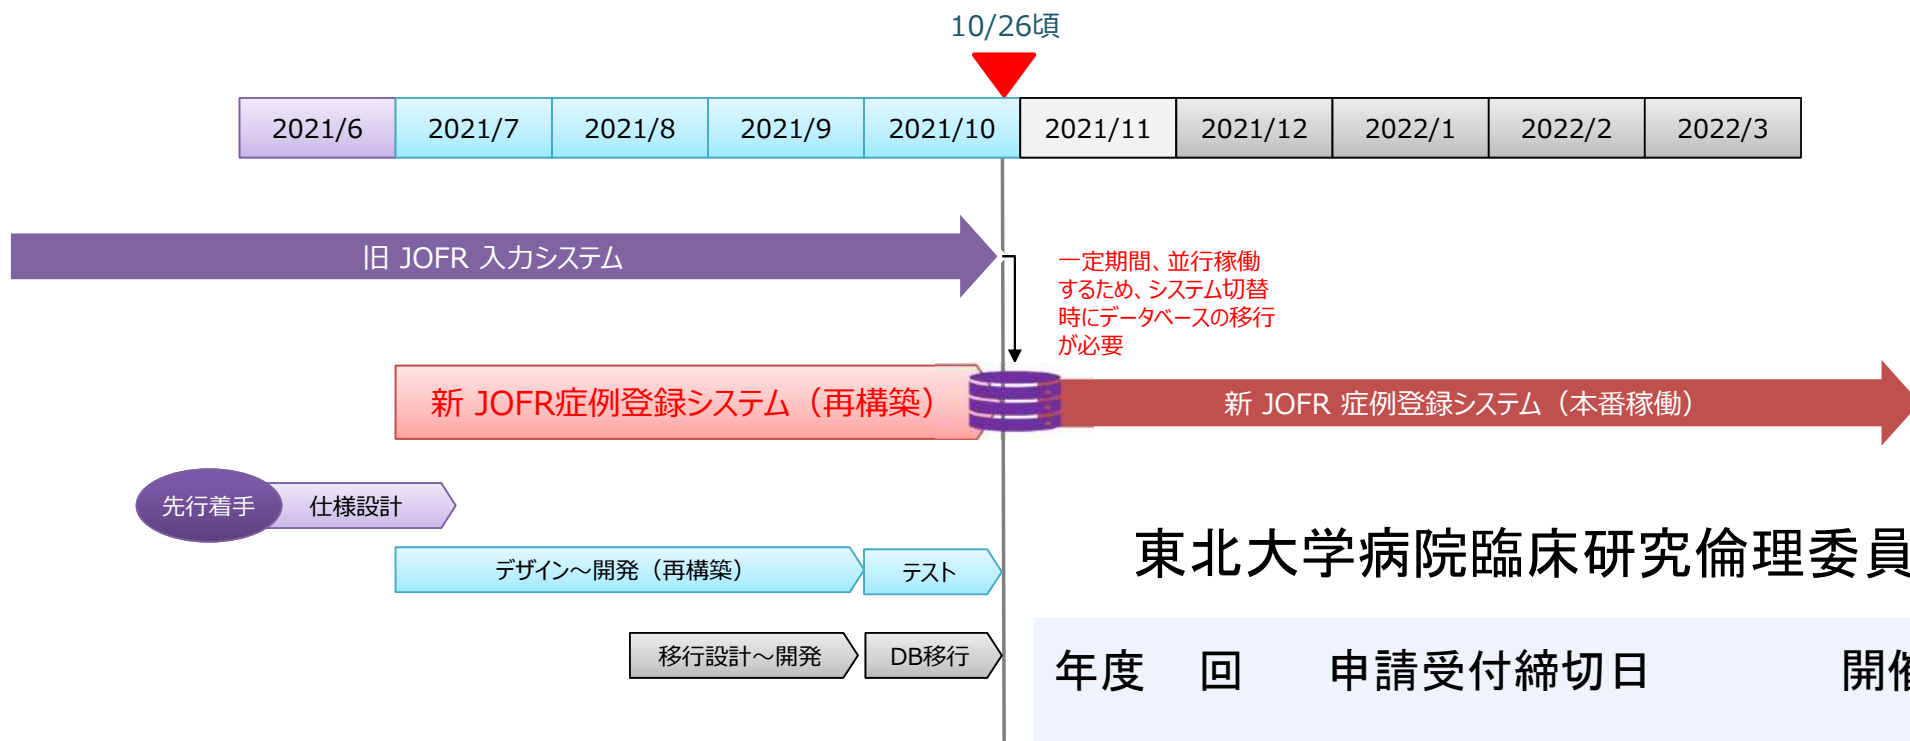 10/26頃
2021/6 2021/7 2021/8 2021/9 2021/10 2021/11 2021/12 2022/1 2022/2 2022/3
旧 JOFR 入力システム
一定期間、並行稼働
するため、システム切替
時にデータベースの移行
が必要
新 JOFR症例登録システム（再構築）
新 JOFR 症例登録システム（本番稼働）
先行着手 仕様設計
東北大学病院臨床研究倫理委員
デザイン～開発（再構築） テスト
移行設計～開発 DB移行
年度 回 申請受付締切日 開催